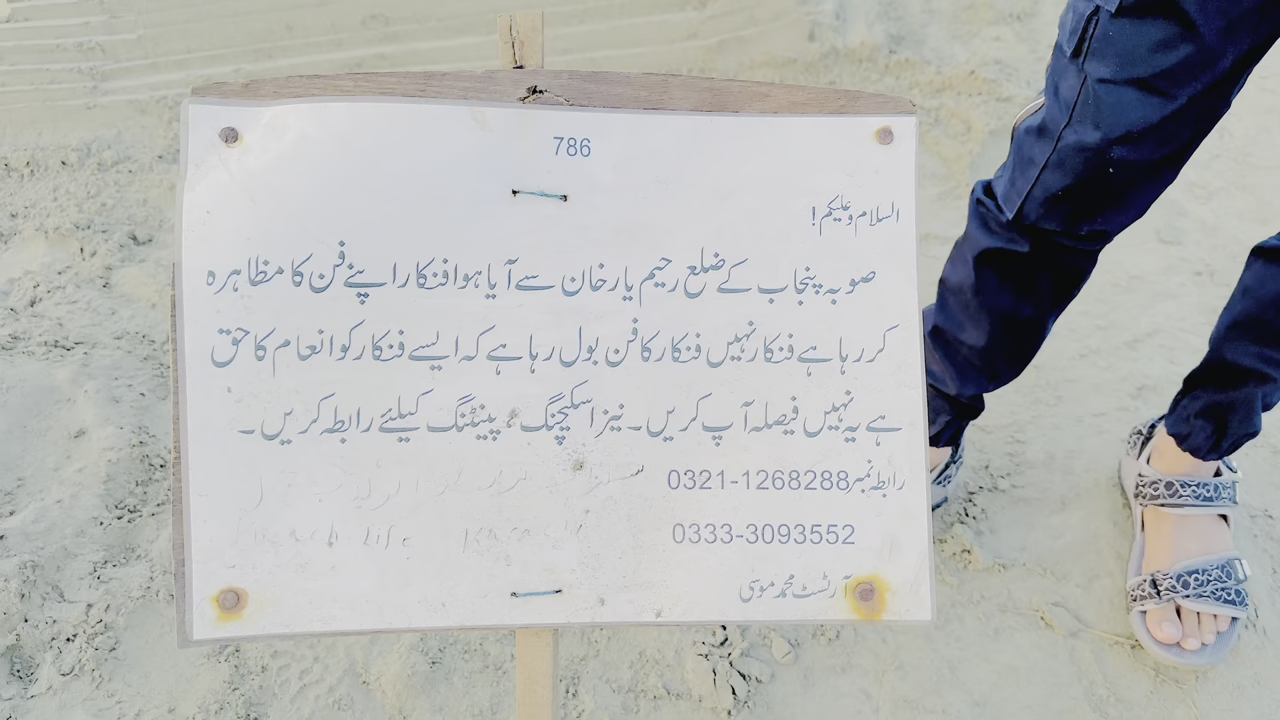 786
السلام وعلیکم!
صوبہ پنجاب کے ضلع رحیم یار خان سے آیا ہوا فنکار اپنے فن کا مظاہرہ
کر رہا ہے فنکار نہیں فنکار کا فن بول رہا ہے کہ ایسے فنکار کو انعام کا حق
ہے یہ نہیں فیصلہ آپ کریں۔ نیز اسکیچنگ، پینٹنگ کیلئے رابطہ کریں۔
رابطہ نمبر 0321-1268288
0333-3093552
آرٹسٹ محمد موسیٰ